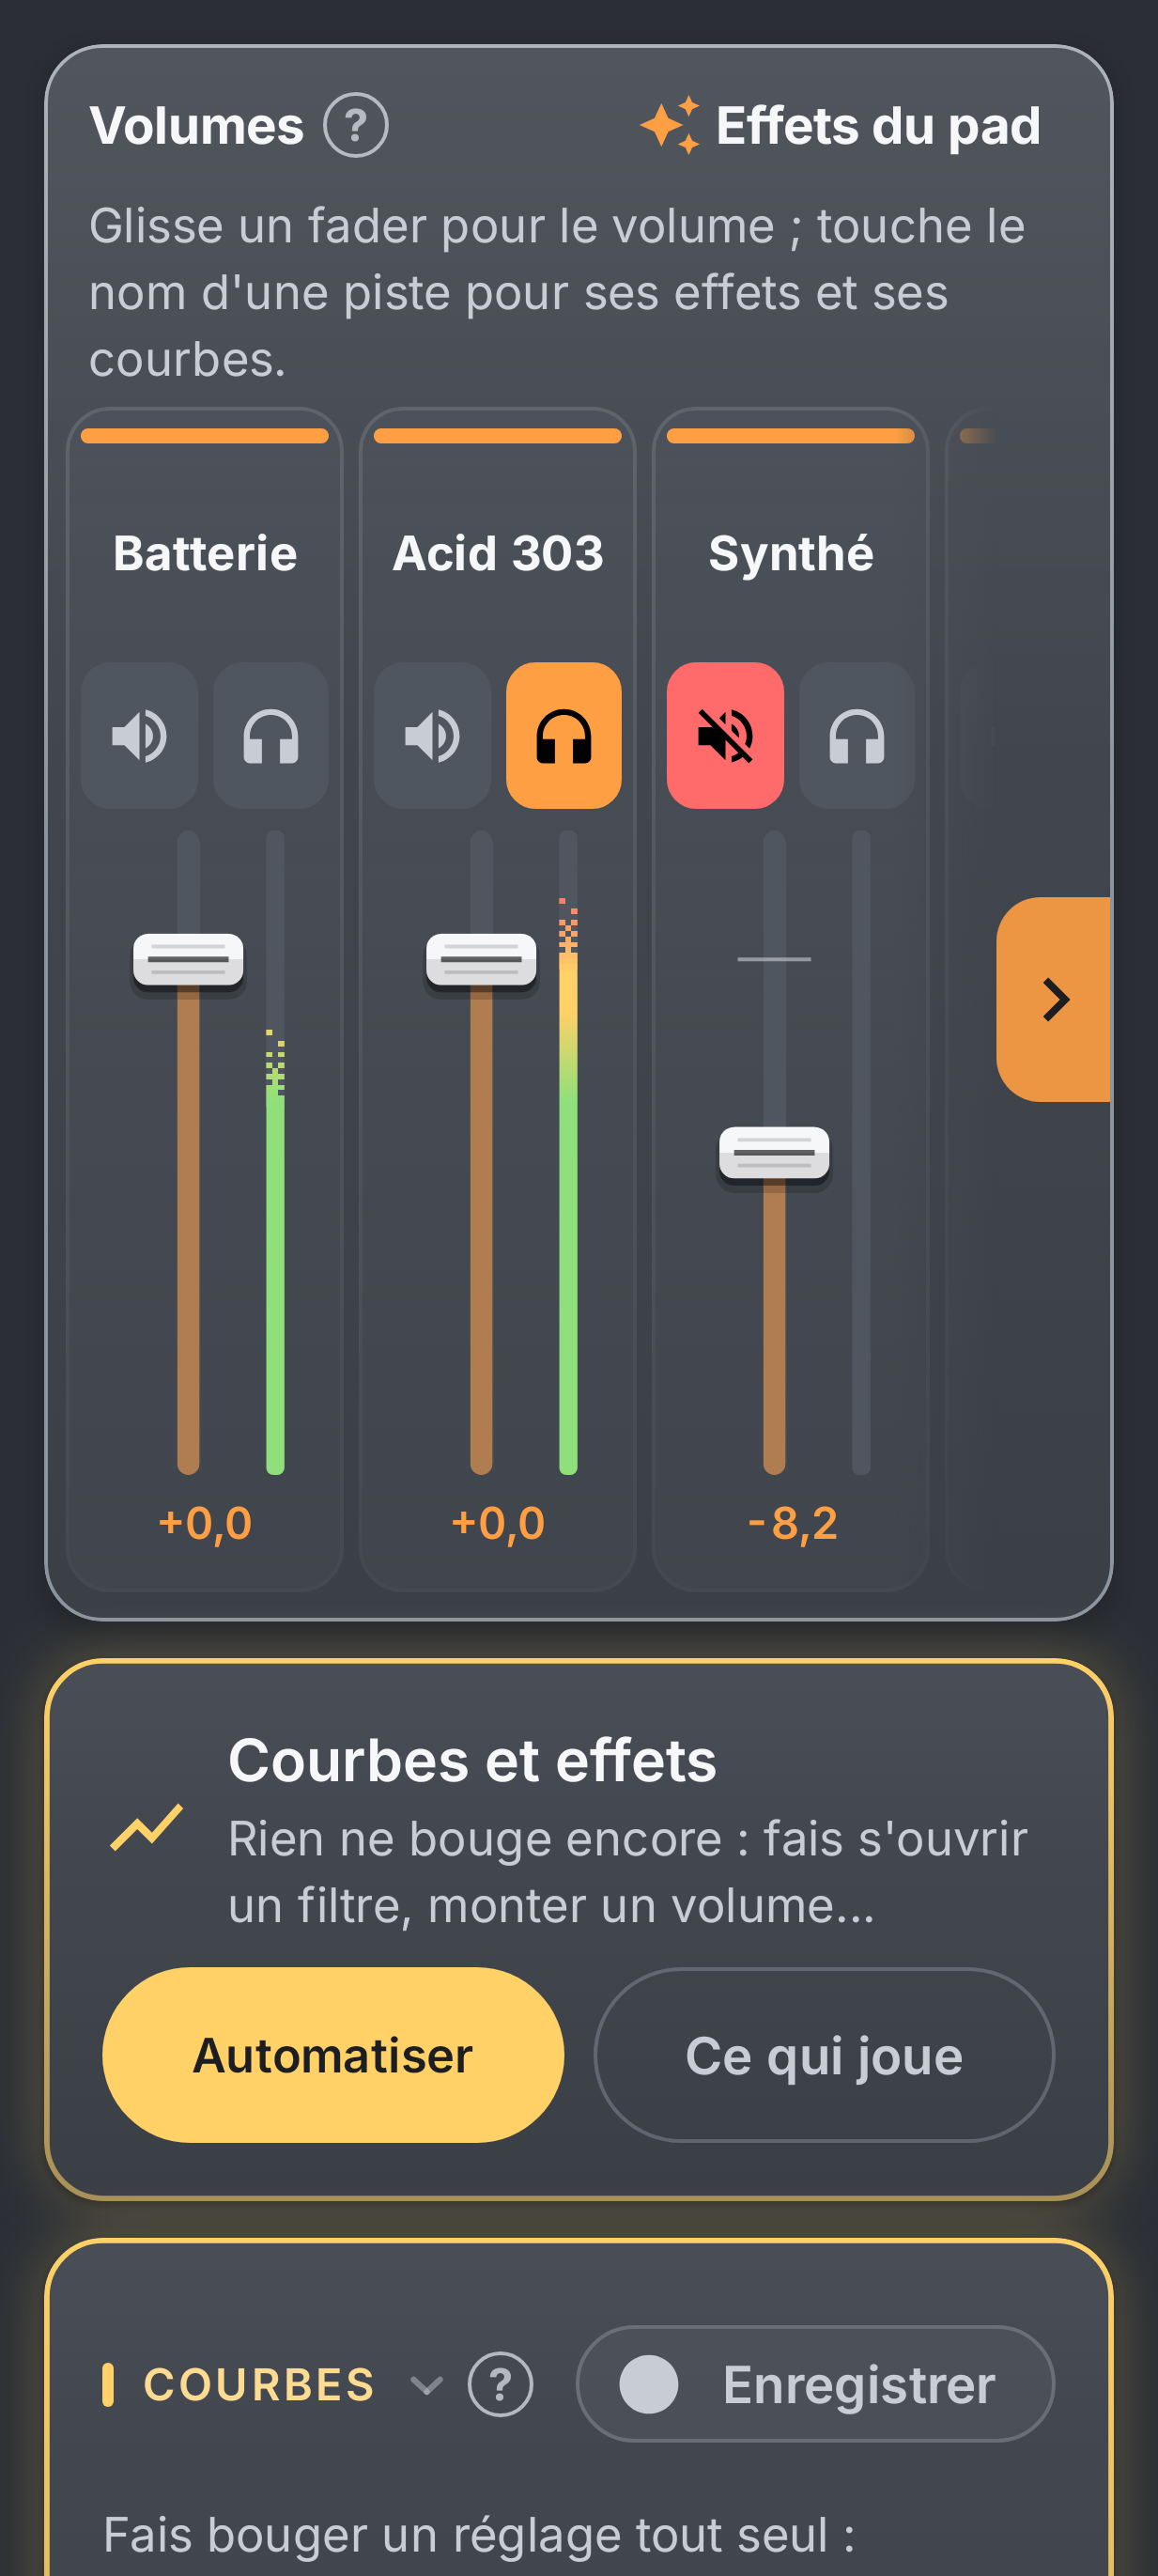 Volumes ? Effets du pad
Glisse un fader pour le volume ; touche le
nom d'une piste pour ses effets et ses
courbes.
Batterie Acid 303 Synthé
+0,0 +0,0 -8,2
Courbes et effets
Rien ne bouge encore : fais s'ouvrir
un filtre, monter un volume...
Automatiser Ce qui joue
COURBES ? Enregistrer
Fais bouger un réglage tout seul :